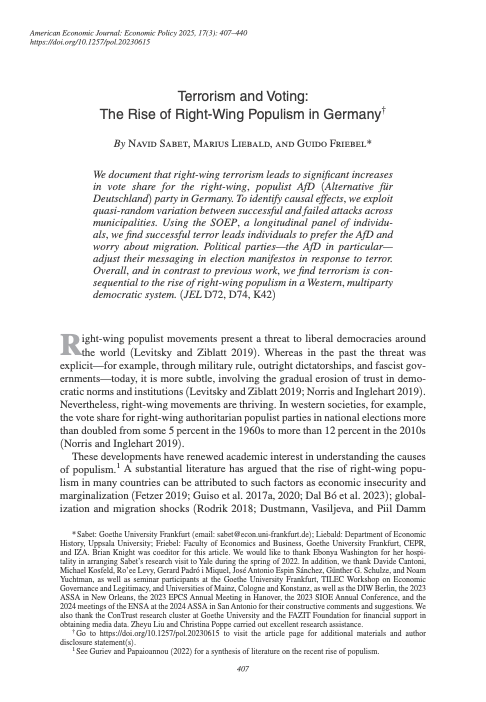 American Economic Journal: Economic Policy 2025, 17(3): 407–440
https://doi.org/10.1257/pol.20230615
Terrorism and Voting:
The Rise of Right-Wing Populism in Germany†
By Navid Sabet, Marius Liebald, and Guido Friebel*
We document that right-wing terrorism leads to significant increases
in vote share for the right-wing, populist AfD (Alternative für
Deutschland) party in Germany. To identify causal effects, we exploit
quasi-random variation between successful and failed attacks across
municipalities. Using the SOEP, a longitudinal panel of individu-
als, we find successful terror leads individuals to prefer the AfD and
worry about migration. Political parties—the AfD in particular—
adjust their messaging in election manifestos in response to terror.
Overall, and in contrast to previous work, we find terrorism is con-
sequential to the rise of right-wing populism in a Western, multiparty
democratic system. (JEL D72, D74, K42)
Right-wing populist movements present a threat to liberal democracies around
the world (Levitsky and Ziblatt 2019). Whereas in the past the threat was
explicit—for example, through military rule, outright dictatorships, and fascist gov-
ernments—today, it is more subtle, involving the gradual erosion of trust in demo-
cratic norms and institutions (Levitsky and Ziblatt 2019; Norris and Inglehart 2019).
Nevertheless, right-wing movements are thriving. In western societies, for example,
the vote share for right-wing authoritarian populist parties in national elections more
than doubled from some 5 percent in the 1960s to more than 12 percent in the 2010s
(Norris and Inglehart 2019).
These developments have renewed academic interest in understanding the causes
of populism.1 A substantial literature has argued that the rise of right-wing popu-
lism in many countries can be attributed to such factors as economic insecurity and
marginalization (Fetzer 2019; Guiso et al. 2017a, 2020; Dal Bó et al. 2023); global-
ization and migration shocks (Rodrik 2018; Dustmann, Vasiljeva, and Piil Damm
* Sabet: Goethe University Frankfurt (email: sabet@econ.uni-frankfurt.de); Liebald: Department of Economic
History, Uppsala University; Friebel: Faculty of Economics and Business, Goethe University Frankfurt, CEPR,
and IZA. Brian Knight was coeditor for this article. We would like to thank Ebonya Washington for her hospi-
tality in arranging Sabet's research visit to Yale during the spring of 2022. In addition, we thank Davide Cantoni,
Michael Kosfeld, Ro'ee Levy, Gerard Padró i Miquel, José Antonio Espín Sánchez, Günther G. Schulze, and Noam
Yuchtman, as well as seminar participants at the Goethe University Frankfurt, TILEC Workshop on Economic
Governance and Legitimacy, and Universities of Mainz, Cologne and Konstanz, as well as the DIW Berlin, the 2023
ASSA in New Orleans, the 2023 EPCS Annual Meeting in Hanover, the 2023 SIOE Annual Conference, and the
2024 meetings of the ENSA at the 2024 ASSA in San Antonio for their constructive comments and suggestions. We
also thank the ConTrust research cluster at Goethe University and the FAZIT Foundation for financial support in
obtaining media data. Zheyu Liu and Christina Poppe carried out excellent research assistance.
† Go to https://doi.org/10.1257/pol.20230615 to visit the article page for additional materials and author
disclosure statement(s).
1 See Guriev and Papaioannou (2022) for a synthesis of literature on the recent rise of populism.
407